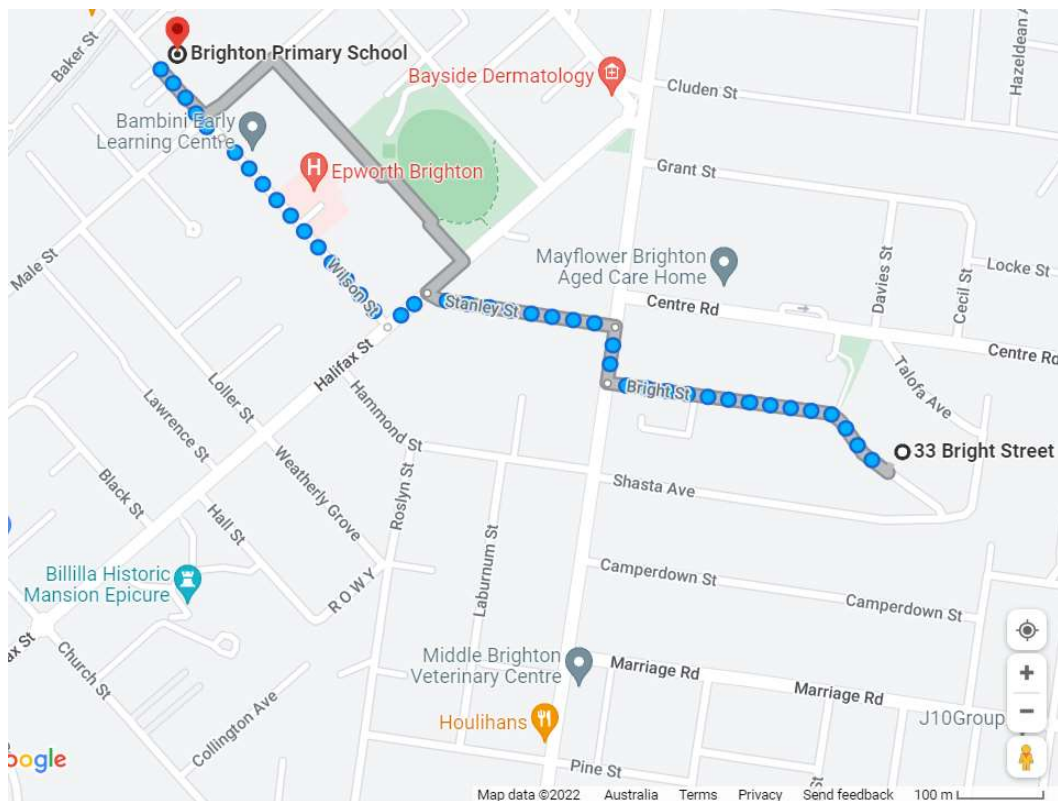 Baker St
Brighton Primary School
Bayside Dermatology
Hazeldean A
Cluden St
Bambini Early
Learning Centre
Epworth Brighton
Grant St
Mayflower Brighton
Aged Care Home
Davies St
Cecil St
Locke St
Male St
Wilson St
Stanley St
Centre Rd
Centre Rd
Halifax St
Bright St
Talofa Ave
Loller St
Hammond St
33 Bright Street
Lawrence St
Weatherly Grove
Roslyn St
Shasta Ave
Black St
Hall St
Laburnum St
ROWY
Billilla Historic
Mansion Epicure
Camperdown St
Camperdown St
ax St
Church St
Middle Brighton
Veterinary Centre
Marriage Rd
Marriage Rd
Collington Ave
Houlihans
J10Group
oogle
Pine St
St
Map data ©2022 Australia Terms Privacy Send feedback 100 m